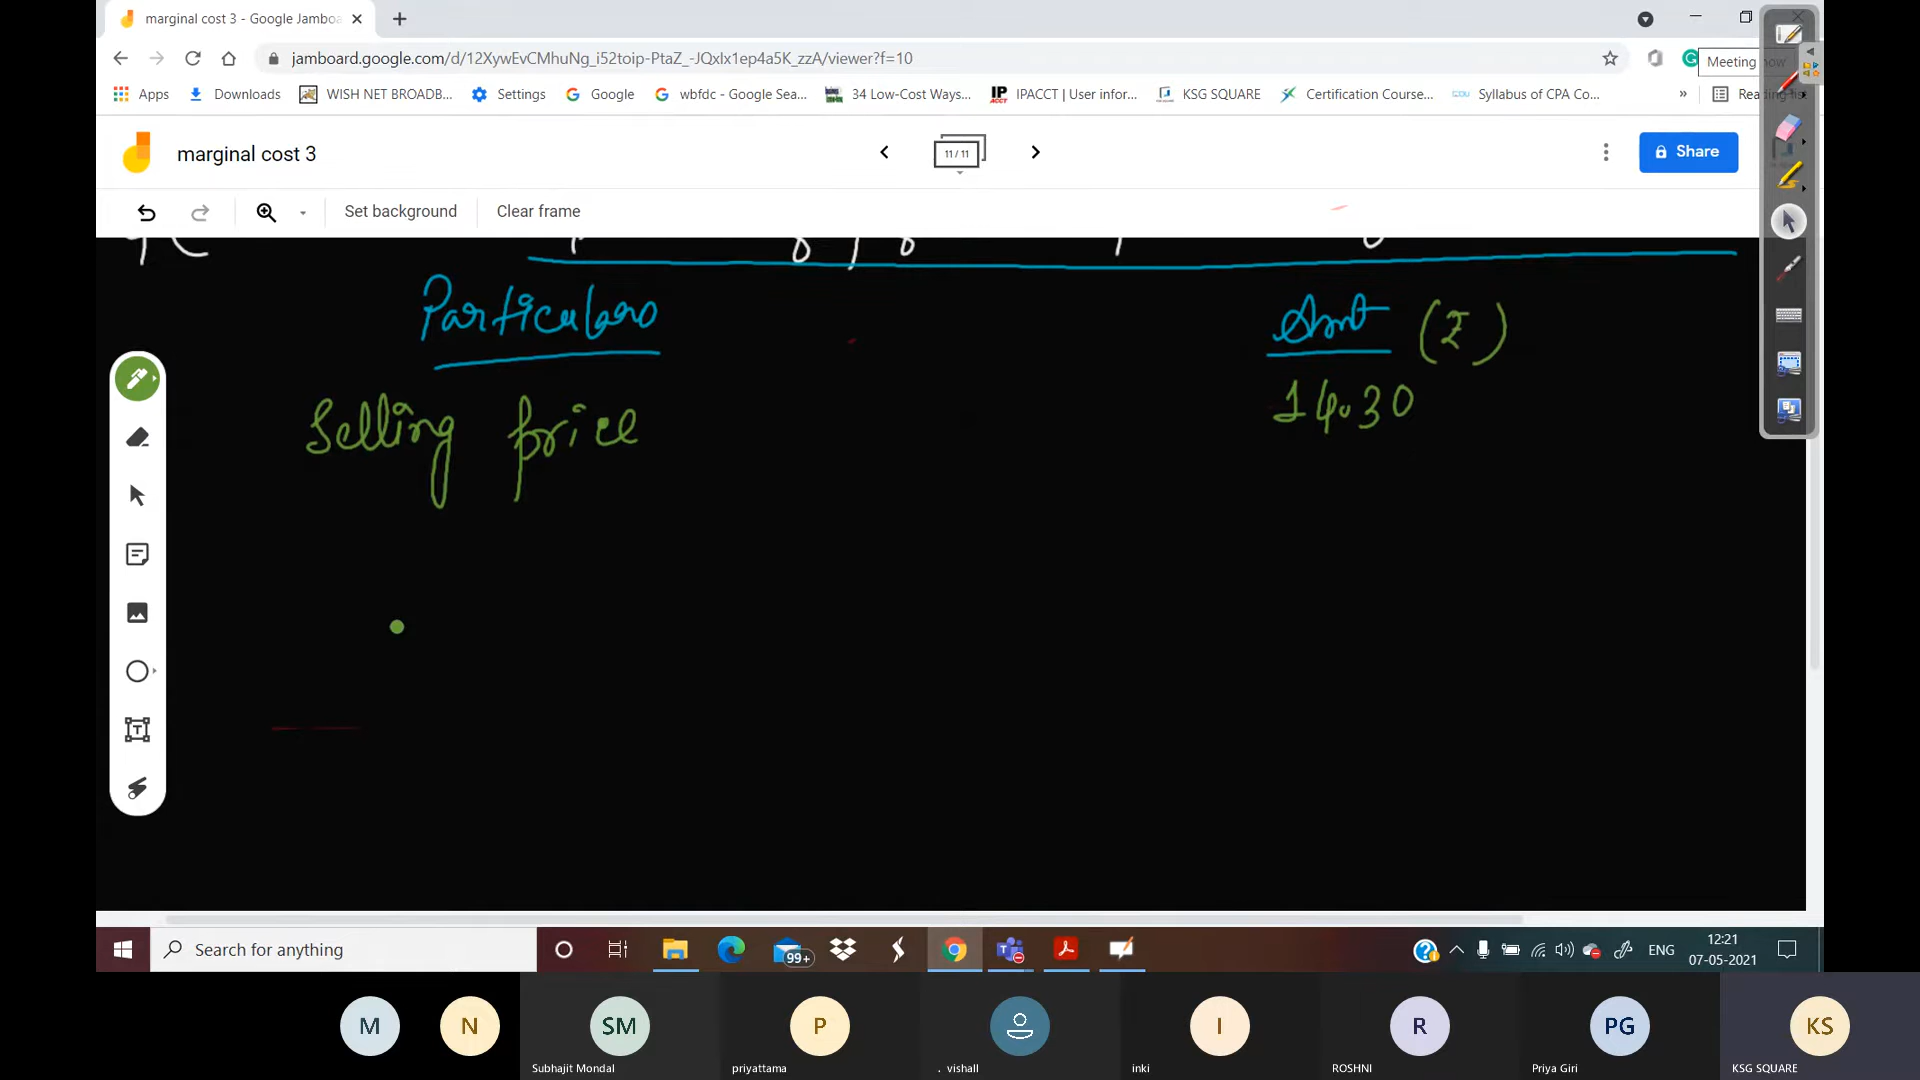 marginal cost 3 - Google Jambo
jamboard.google.com/d/12XywEvCMhuNg_i52toip-PtaZ_-JQxlx1ep4a5K_zzA/viewer?f=10
Meeting now
Apps Downloads WISH NET BROADB... Settings Google wbfdc - Google Sea... 34 Low-Cost Ways... IPACCT | User infor... KSG SQUARE Certification Course... Syllabus of CPA Co... » Reading list
marginal cost 3
11 / 11
Share
Set background Clear frame
Particulars Amt (₹)
Selling price 14.30
Search for anything
99+
ENG
12:21
07-05-2021
M N SM P I R PG KS
Subhajit Mondal priyattama . vishall inki ROSHNI Priya Giri KSG SQUARE